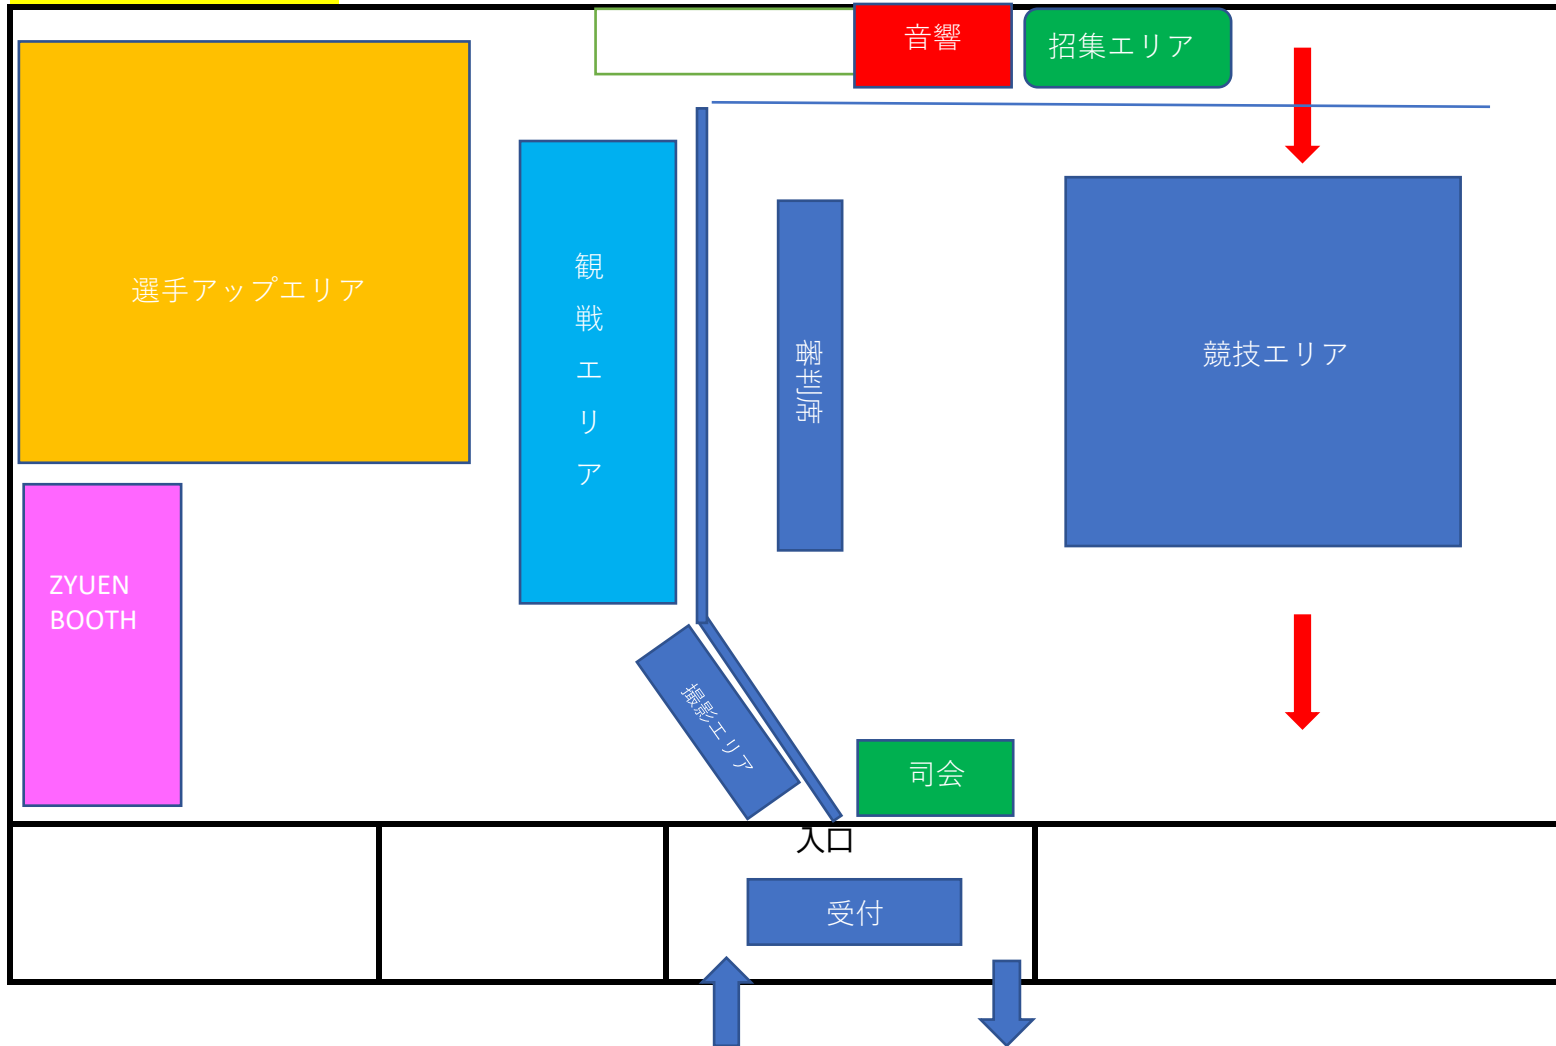 音響
招集エリア
選手アップエリア
観戦エリア
審判席
競技エリア
ZYUEN
BOOTH
撮影エリア
司会
入口
受付